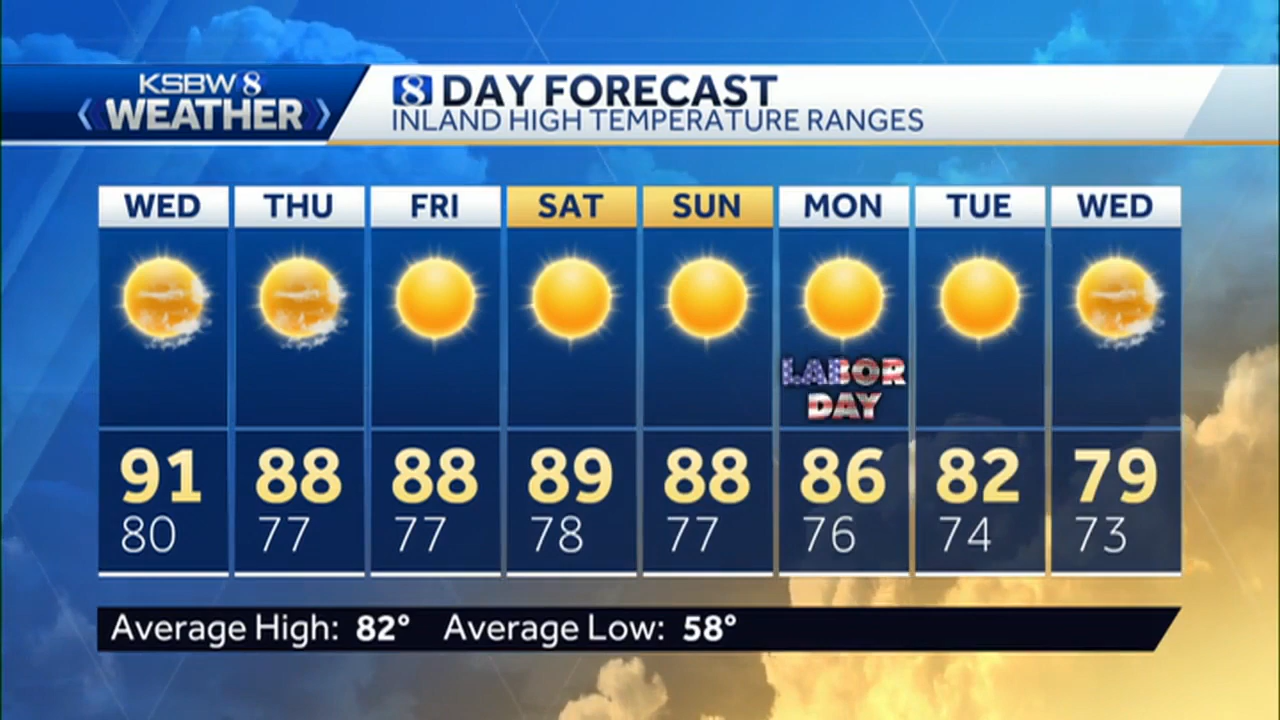 KSBW 8
WEATHER
8 DAY FORECAST
INLAND HIGH TEMPERATURE RANGES
WED THU FRI SAT SUN MON TUE WED
LABOR
DAY
91 88 88 89 88 86 82 79
80 77 77 78 77 76 74 73
Average High: 82° Average Low: 58°